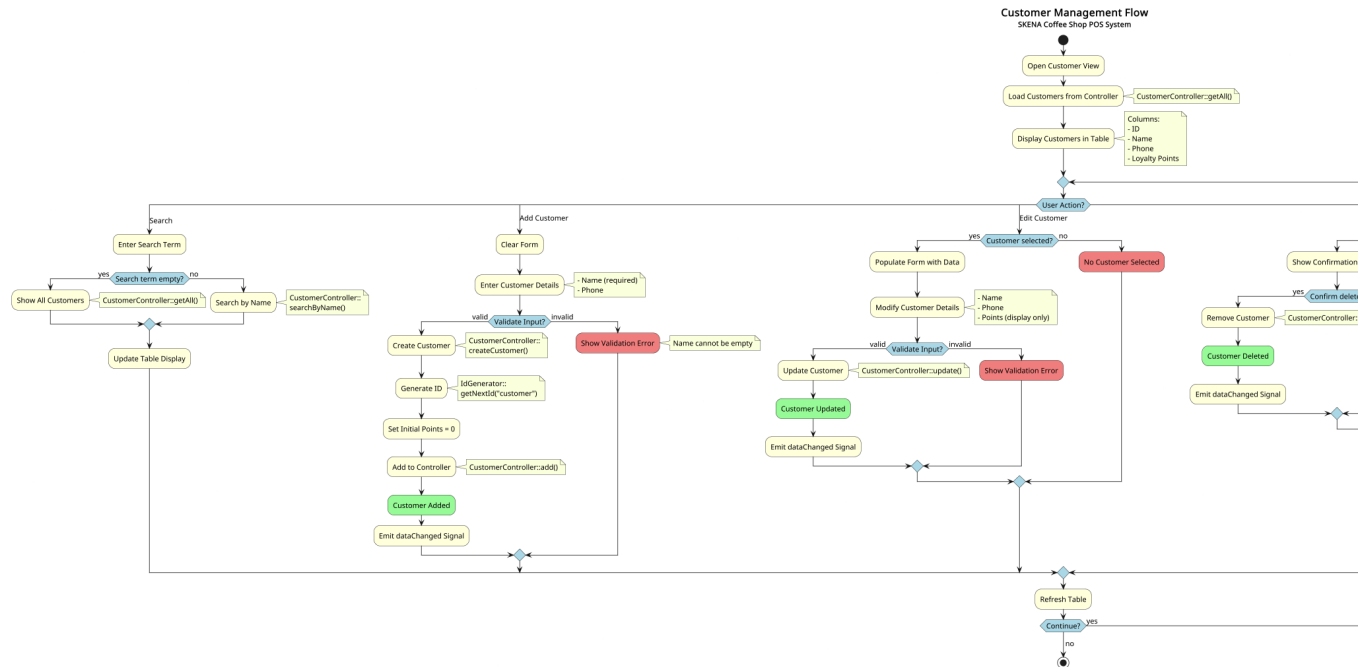 Customer Management Flow
SKENA Coffee Shop POS System
Open Customer View
Load Customers from Controller
CustomerController::getAll()
Display Customers in Table
Columns:
- ID
- Name
- Phone
- Loyalty Points
User Action?
Search
Enter Search Term
yes
Search term empty?
no
Show All Customers
CustomerController::getAll()
Search by Name
CustomerController::
searchByName()
Update Table Display
Add Customer
Clear Form
Enter Customer Details
- Name (required)
- Phone
valid
Validate Input?
invalid
Create Customer
CustomerController::
createCustomer()
Generate ID
IdGenerator::
getNextId("customer")
Set Initial Points = 0
Add to Controller
CustomerController::add()
Customer Added
Emit dataChanged Signal
Show Validation Error
Name cannot be empty
Edit Customer
yes
Customer selected?
no
Populate Form with Data
Modify Customer Details
- Name
- Phone
- Points (display only)
valid
Validate Input?
invalid
Update Customer
CustomerController::update()
Customer Updated
Emit dataChanged Signal
Show Validation Error
No Customer Selected
Show Confirmation
yes
Confirm delete
Remove Customer
CustomerController:
Customer Deleted
Emit dataChanged Signal
Refresh Table
Continue?
yes
no